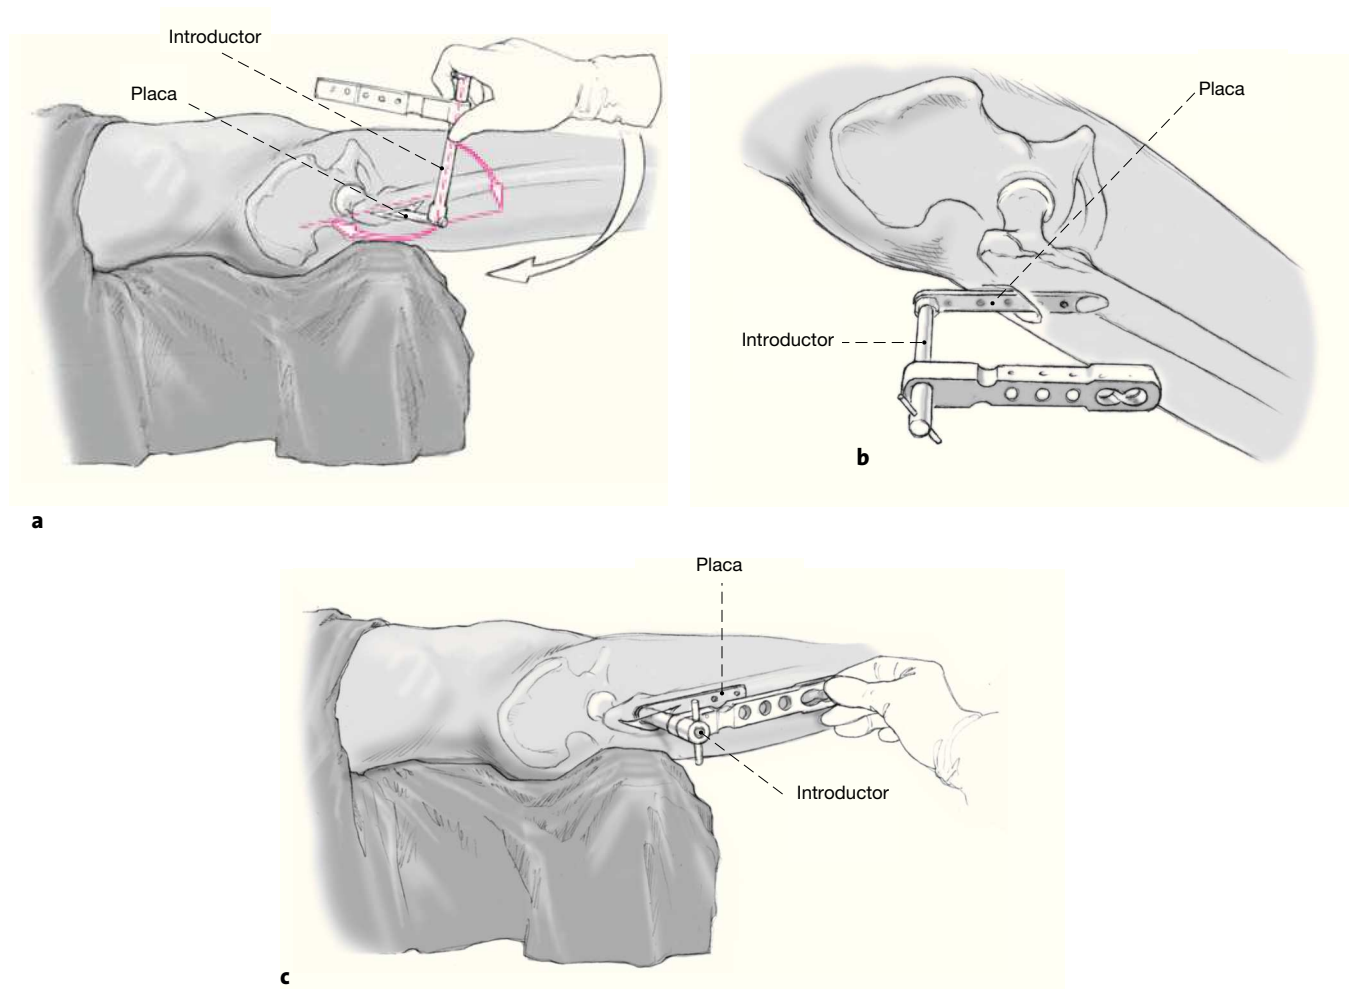 Introductor
Placa
a
Placa
Introductor
b
Placa
Introductor
c